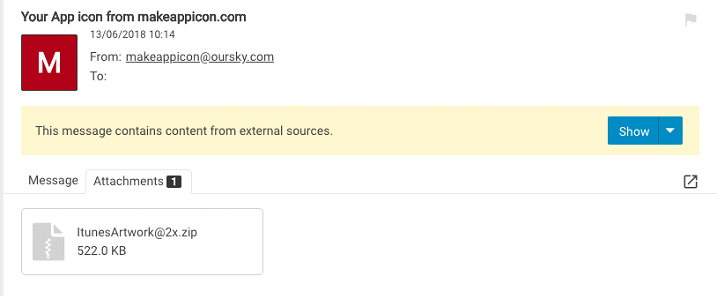 Your App icon from makeappicon.com
13/06/2018 10:14
M
From: makeappicon@oursky.com
To:
This message contains content from external sources.
Show
Message
Attachments 1
ItunesArtwork@2x.zip
522.0 KB